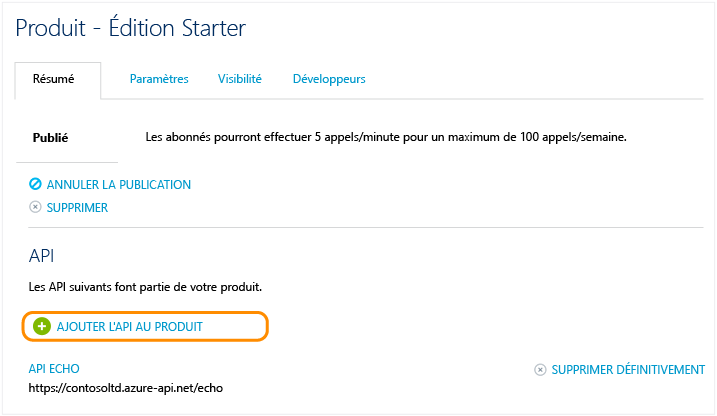 Produit - Édition Starter
Résumé Paramètres Visibilité Développeurs
Publié Les abonnés pourront effectuer 5 appels/minute pour un maximum de 100 appels/semaine.
ANNULER LA PUBLICATION
SUPPRIMER
API
Les API suivants font partie de votre produit.
AJOUTER L'API AU PRODUIT
API ECHO SUPPRIMER DÉFINITIVEMENT
https://contosoltd.azure-api.net/echo